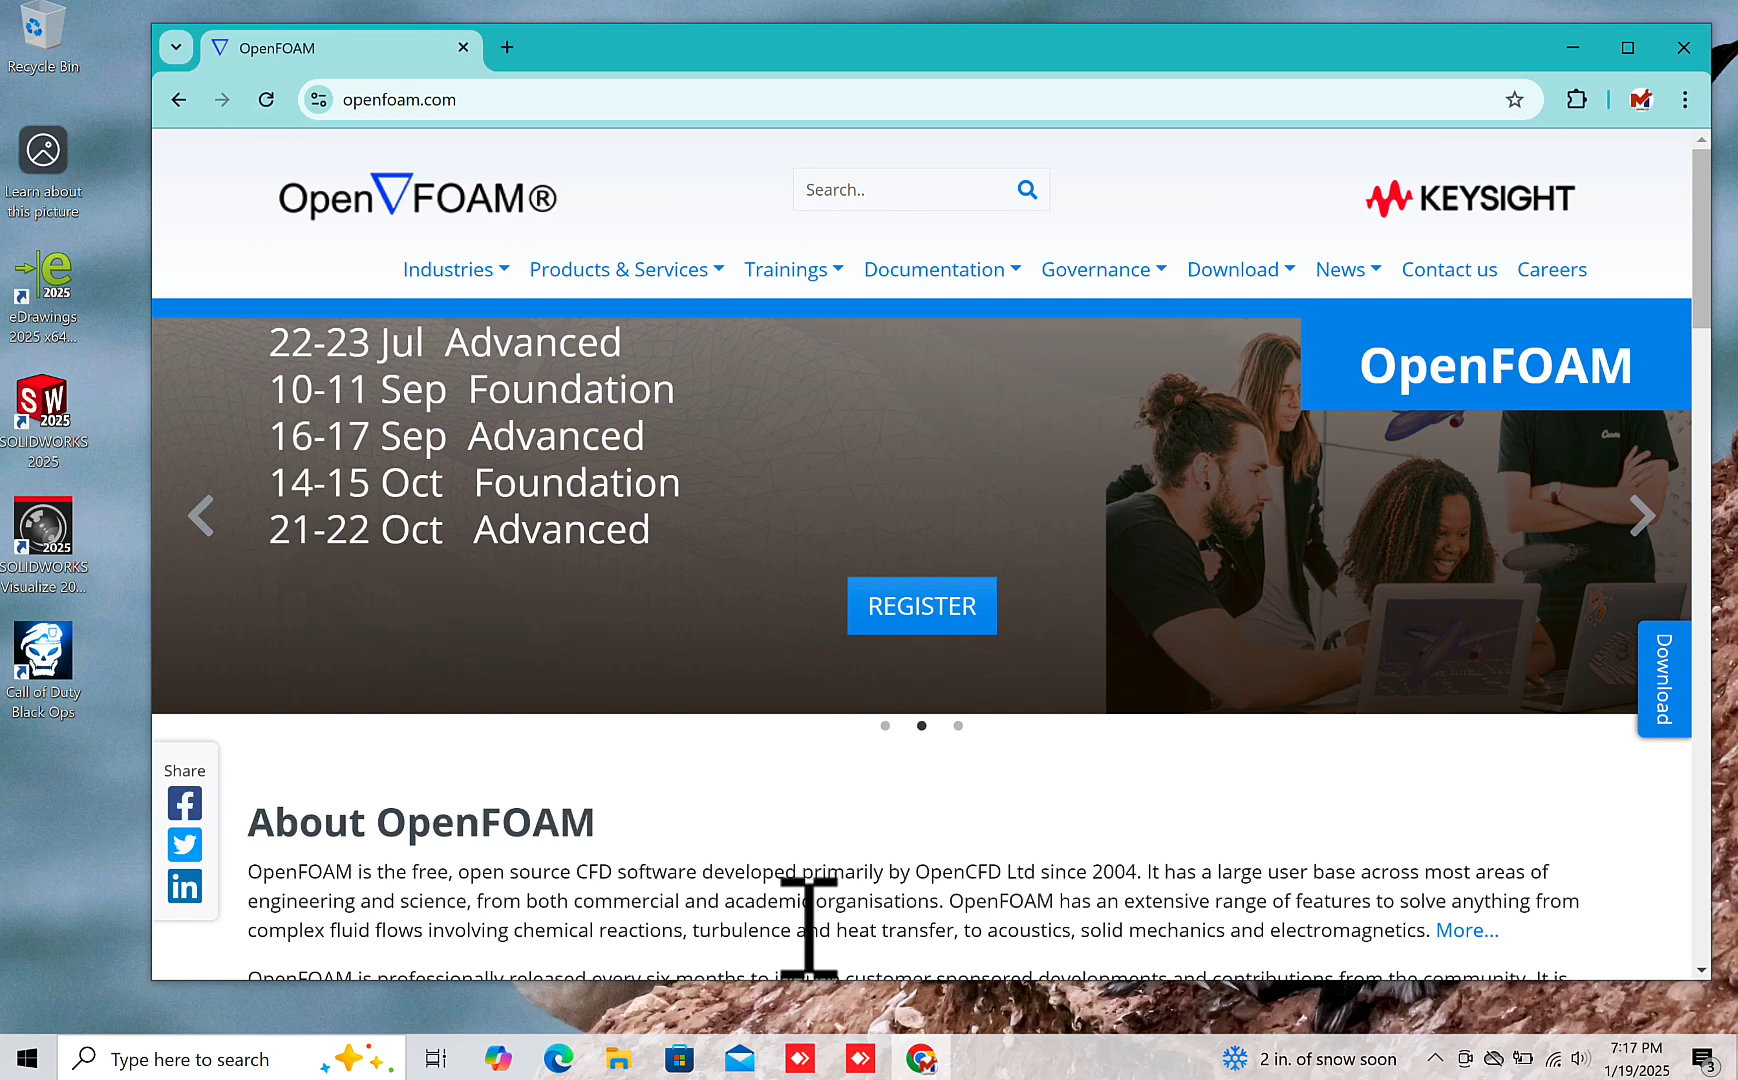 Recycle Bin
Learn about
this picture
2025
eDrawings
2025 x64...
SW
2025
SOLIDWORKS
2025
2025
SOLIDWORKS
Visualize 20...
Call of Duty
Black Ops
OpenFOAM
openfoam.com
Open FOAM®
Search..
KEYSIGHT
Industries Products & Services Trainings Documentation Governance Download News Contact us Careers
22-23 Jul Advanced
10-11 Sep Foundation
16-17 Sep Advanced
14-15 Oct Foundation
21-22 Oct Advanced
OpenFOAM
REGISTER
Download
Share
About OpenFOAM
OpenFOAM is the free, open source CFD software developed primarily by OpenCFD Ltd since 2004. It has a large user base across most areas of
engineering and science, from both commercial and academic organisations. OpenFOAM has an extensive range of features to solve anything from
complex fluid flows involving chemical reactions, turbulence and heat transfer, to acoustics, solid mechanics and electromagnetics. More...
OpenFOAM is professionally released every six months to customer sponsored developments and contributions from the community. It is
Type here to search
2 in. of snow soon
7:17 PM
1/19/2025
3